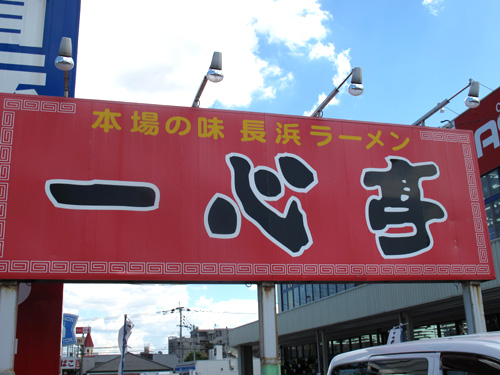 本場の味 長浜ラーメン
一心亭